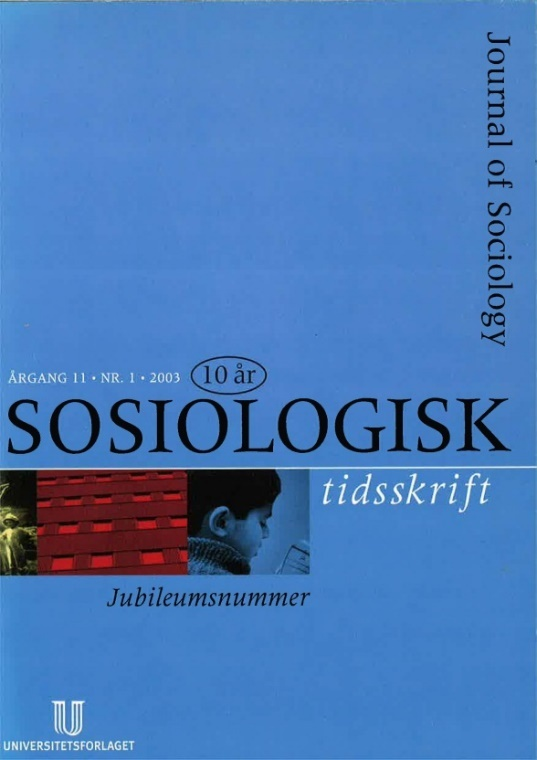 Journal of Sociology
ÅRGANG 11 • NR. 1 • 2003
10 år
SOSIOLOGISK
tidsskrift
Jubileumsnummer
UNIVERSITETSFORLAGET